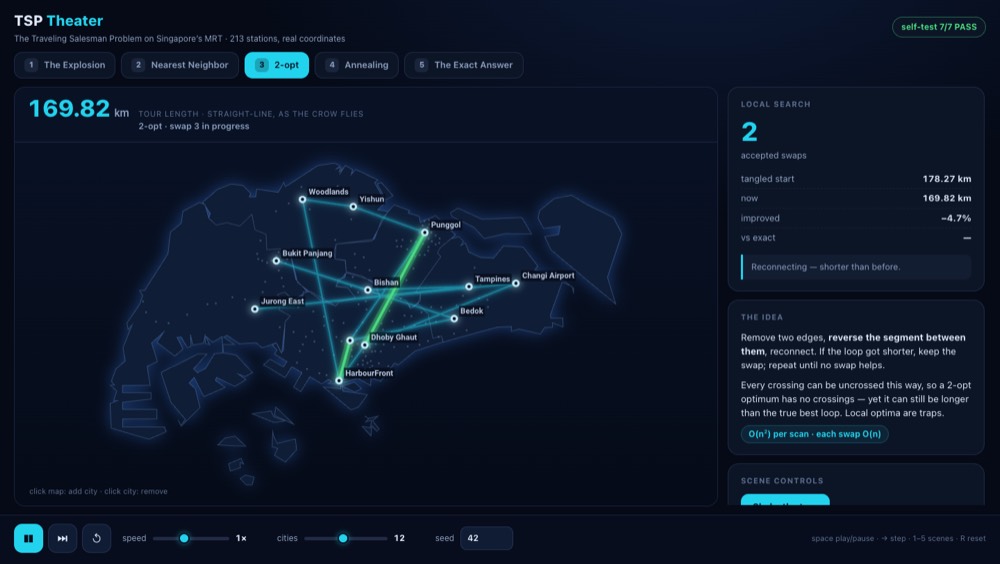 TSP Theater
The Traveling Salesman Problem on Singapore's MRT · 213 stations, real coordinates
self-test 7/7 PASS
1 The Explosion
2 Nearest Neighbor
3 2-opt
4 Annealing
5 The Exact Answer
169.82 km
TOUR LENGTH · STRAIGHT-LINE, AS THE CROW FLIES
2-opt · swap 3 in progress
Woodlands
Yishun
Punggol
Bukit Panjang
Bishan
Tampines
Changi Airport
Jurong East
Bedok
Dhoby Ghaut
HarbourFront
click map: add city · click city: remove
LOCAL SEARCH
2
accepted swaps
tangled start 178.27 km
now 169.82 km
improved −4.7%
vs exact —
Reconnecting — shorter than before.
THE IDEA
Remove two edges, reverse the segment between
them, reconnect. If the loop got shorter, keep the
swap; repeat until no swap helps.
Every crossing can be uncrossed this way, so a 2-opt
optimum has no crossings — yet it can still be longer
than the true best loop. Local optima are traps.
O(n²) per scan · each swap O(n)
SCENE CONTROLS
speed 1×
cities 12
seed 42
space play/pause · → step · 1–5 scenes · R reset